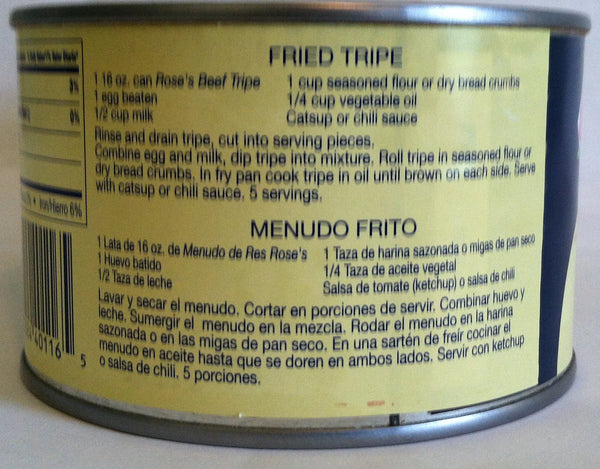 FRIED TRIPE
1 16 oz. can Rose's Beef Tripe 1 cup seasoned flour or dry bread crumbs
1 egg beaten 1/4 cup vegetable oil
1/2 cup milk Catsup or chili sauce
Rinse and drain tripe, cut into serving pieces.
Combine egg and milk, dip tripe into mixture. Roll tripe in seasoned flour or
dry bread crumbs. In fry pan cook tripe in oil until brown on each side. Serve
with catsup or chili sauce. 5 servings.
MENUDO FRITO
1 Lata de 16 oz. de Menudo de Res Rose's 1 Taza de harina sazonada o migas de pan seco
1 Huevo batido 1/4 Taza de aceite vegetal
1/2 Taza de leche Salsa de tomate (ketchup) o salsa de chili
Lavar y secar el menudo. Cortar en porciones de servir. Combinar huevo y
leche. Sumergir el menudo en la mezcla. Rodar el menudo en la harina
sazonada o en las migas de pan seco. En una sartén de freír cocinar el
menudo en aceite hasta que se doren en ambos lados. Servir con ketchup
o salsa de chili. 5 porciones.
Iron/Hierro 6%
40116 5